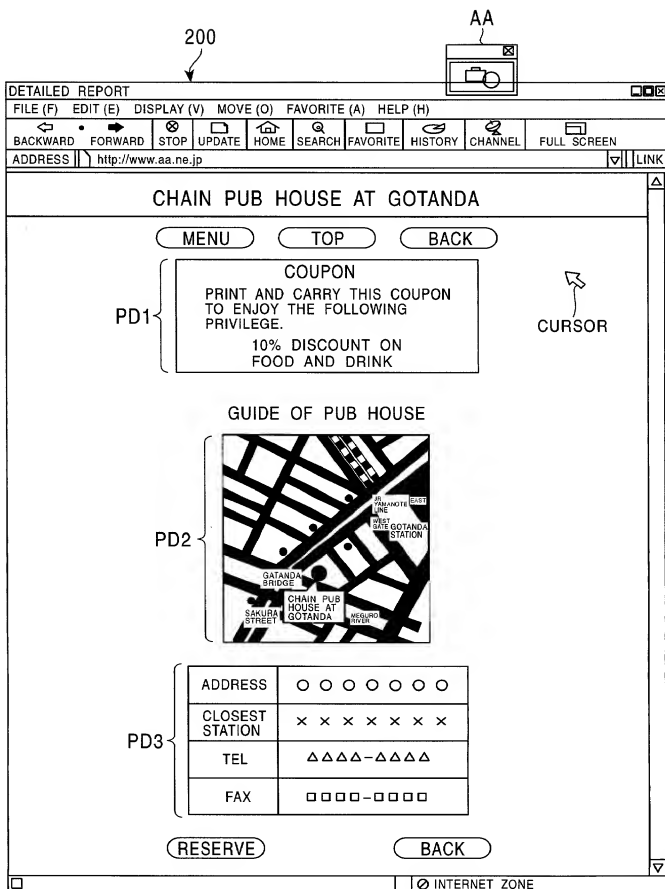 200
AA
DETAILED REPORT
FILE (F) EDIT (E) DISPLAY (V) MOVE (O) FAVORITE (A) HELP (H)
BACKWARD FORWARD STOP UPDATE HOME SEARCH FAVORITE HISTORY CHANNEL FULL SCREEN
ADDRESS http://www.aa.ne.jp LINK
CHAIN PUB HOUSE AT GOTANDA
MENU TOP BACK
PD1
COUPON
PRINT AND CARRY THIS COUPON
TO ENJOY THE FOLLOWING
PRIVILEGE.
10% DISCOUNT ON
FOOD AND DRINK
CURSOR
GUIDE OF PUB HOUSE
PD2
JR
YAMANOTE
LINE
EAST
WEST
GATE
GOTANDA
STATION
GATANDA
BRIDGE
CHAIN PUB
HOUSE AT
GOTANDA
SAKURA
STREET
MEGURO
RIVER
PD3
ADDRESS ○ ○ ○ ○ ○ ○ ○
CLOSEST
STATION × × × × × × ×
TEL △△△△-△△△△
FAX □□□□-□□□□
RESERVE BACK
INTERNET ZONE